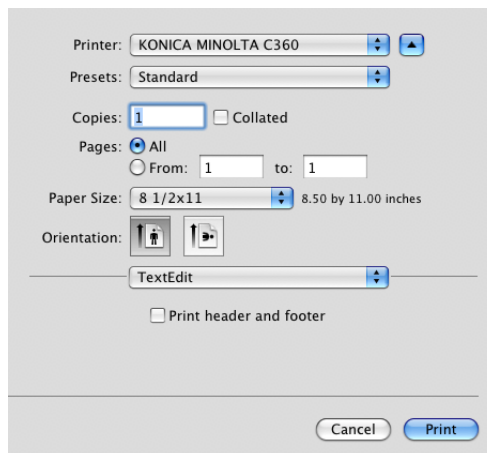 Printer: KONICA MINOLTA C360
Presets: Standard
Copies: 1 Collated
Pages: All
From: 1 to: 1
Paper Size: 8 1/2x11 8.50 by 11.00 inches
Orientation:
TextEdit
Print header and footer
Cancel Print